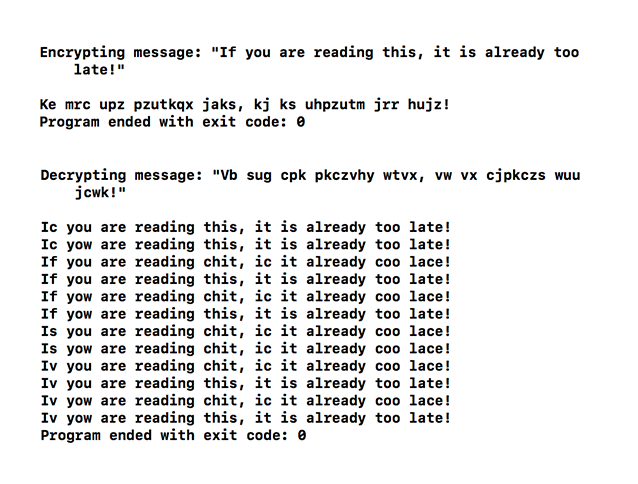 Encrypting message: "If you are reading this, it is already too
late!"
Ke mrc upz pzutkqx jaks, kj ks uhpzutm jrr hujz!
Program ended with exit code: 0
Decrypting message: "Vb sug cpk pkczvhy wtvx, vw vx cjpkczs wuu
jcwk!"
Ic you are reading this, it is already too late!
Ic yow are reading this, it is already too late!
If you are reading chit, ic it already coo lace!
If you are reading this, it is already too late!
If yow are reading chit, ic it already coo lace!
If yow are reading this, it is already too late!
Is you are reading chit, ic it already coo lace!
Is yow are reading chit, ic it already coo lace!
Iv you are reading chit, ic it already coo lace!
Iv you are reading this, it is already too late!
Iv yow are reading chit, ic it already coo lace!
Iv yow are reading this, it is already too late!
Program ended with exit code: 0